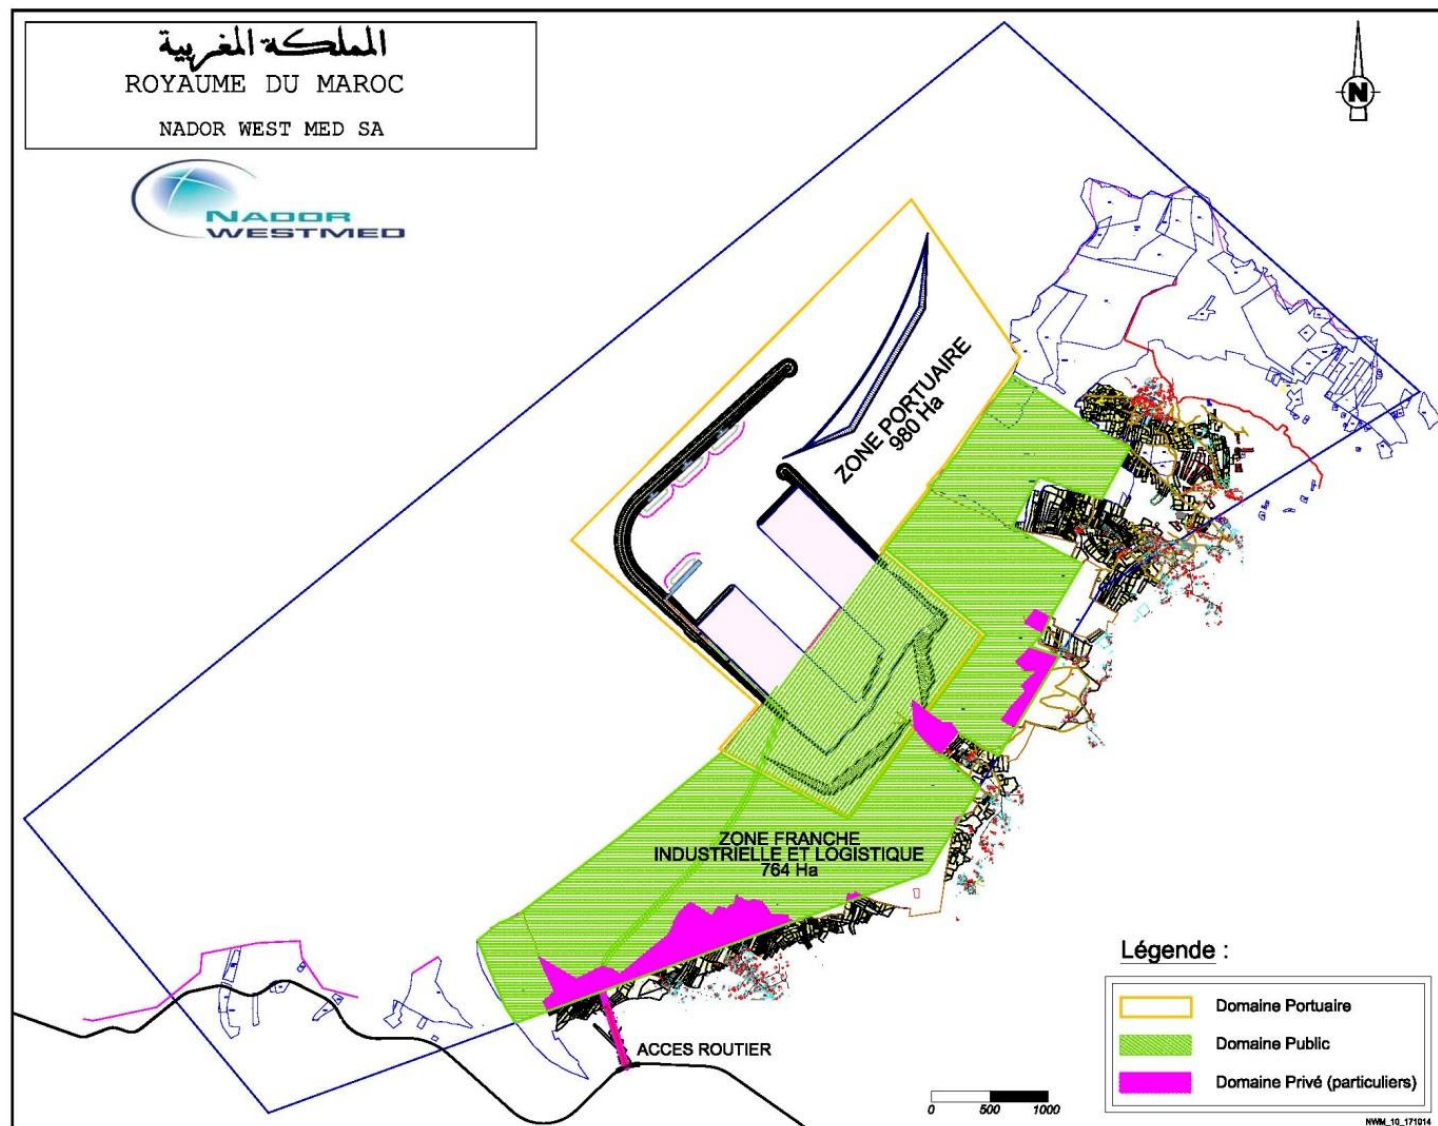 المملكة المغربية
ROYAUME DU MAROC
NADOR WEST MED SA
NADOR
WESTMED
N
ZONE PORTUAIRE
980 Ha
ZONE FRANCHE
INDUSTRIELLE ET LOGISTIQUE
764 Ha
ACCES ROUTIER
Légende :
Domaine Portuaire
Domaine Public
Domaine Privé (particuliers)
0 500 1000
NWM_10_171014